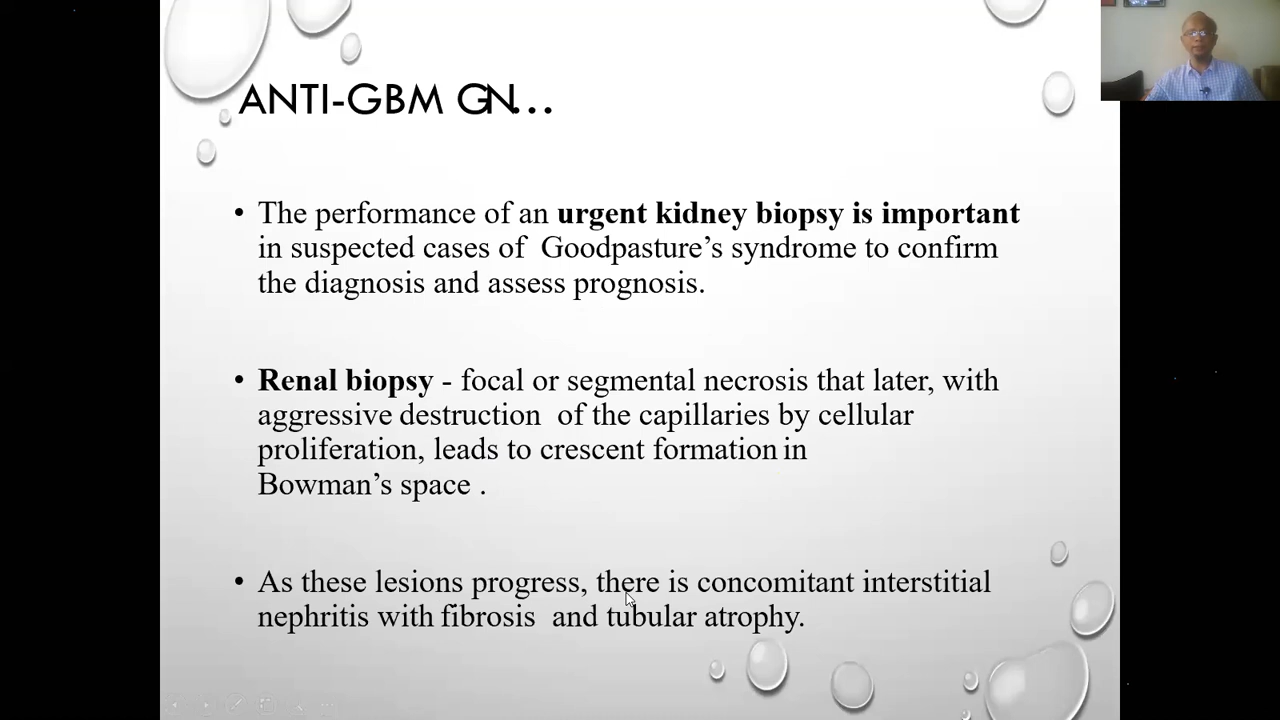 ANTI-GBM GN...
• The performance of an urgent kidney biopsy is important
in suspected cases of Goodpasture’s syndrome to confirm
the diagnosis and assess prognosis.
• Renal biopsy - focal or segmental necrosis that later, with
aggressive destruction of the capillaries by cellular
proliferation, leads to crescent formation in
Bowman’s space .
• As these lesions progress, there is concomitant interstitial
nephritis with fibrosis and tubular atrophy.